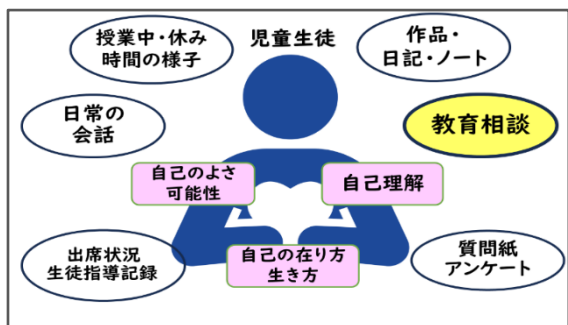 授業中・休み
時間の様子
児童生徒
作品・
日記・ノート
日常の
会話
教育相談
自己のよさ
可能性
自己理解
出席状況
生徒指導記録
自己の在り方
生き方
質問紙
アンケート